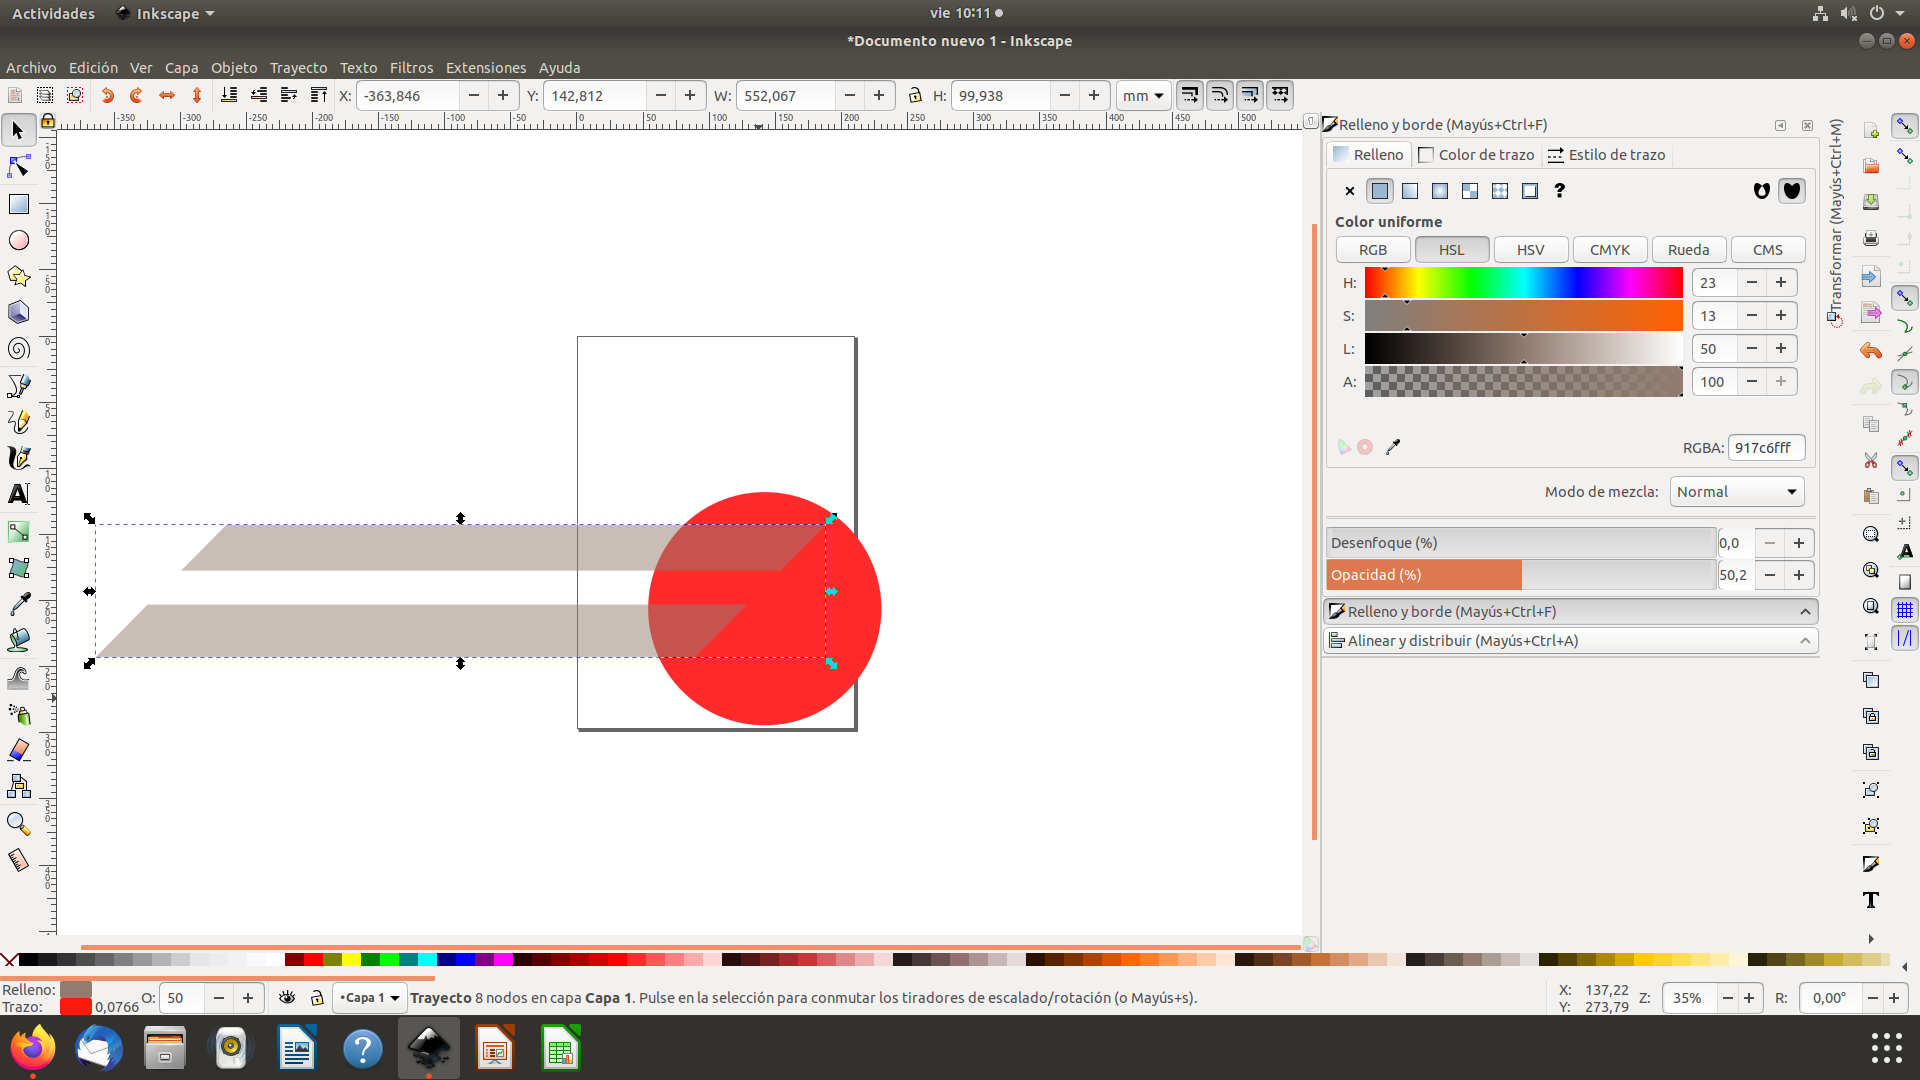 Actividades Inkscape vie 10:11
*Documento nuevo 1 - Inkscape
Archivo Edición Ver Capa Objeto Trayecto Texto Filtros Extensiones Ayuda
X: -363,846 Y: 142,812 W: 552,067 H: 99,938 mm
-350 -300 -250 -200 -150 -100 -50 0 50 100 150 200 250 300 350 400 450 500
Relleno y borde (Mayús+Ctrl+F)
Transformar (Mayús+Ctrl+M)
Relleno Color de trazo Estilo de trazo
Color uniforme
RGB HSL HSV CMYK Rueda CMS
H: 23
S: 13
L: 50
A: 100
RGBA: 917c6fff
Modo de mezcla: Normal
Desenfoque (%) 0,0
Opacidad (%) 50,2
Relleno y borde (Mayús+Ctrl+F)
Alinear y distribuir (Mayús+Ctrl+A)
Relleno:
Trazo: 0,0766
O: 50
•Capa 1
Trayecto 8 nodos en capa Capa 1. Pulse en la selección para conmutar los tiradores de escalado/rotación (o Mayús+s).
X: 137,22
Y: 273,79
Z: 35%
R: 0,00°